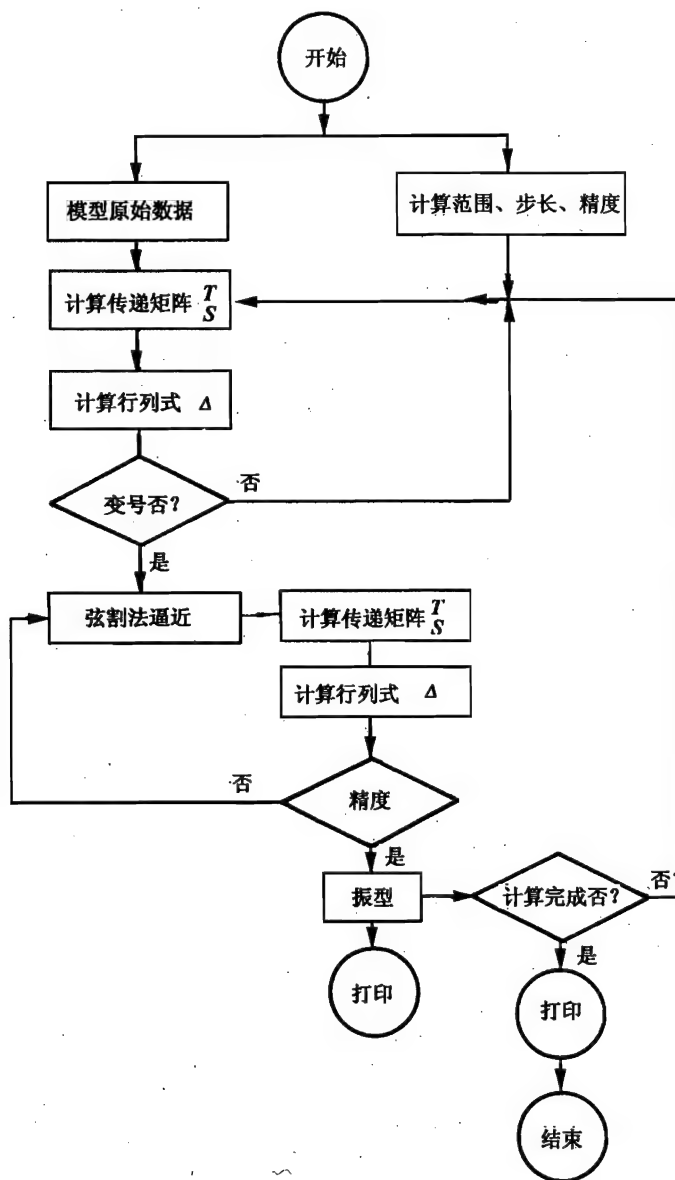 开始
模型原始数据
计算范围、步长、精度
计算传递矩阵 T S
计算行列式 Δ
变号否?
否
是
弦割法逼近
计算传递矩阵 T S
计算行列式 Δ
精度
否
是
振型
计算完成否?
否?
是
打印
打印
结束